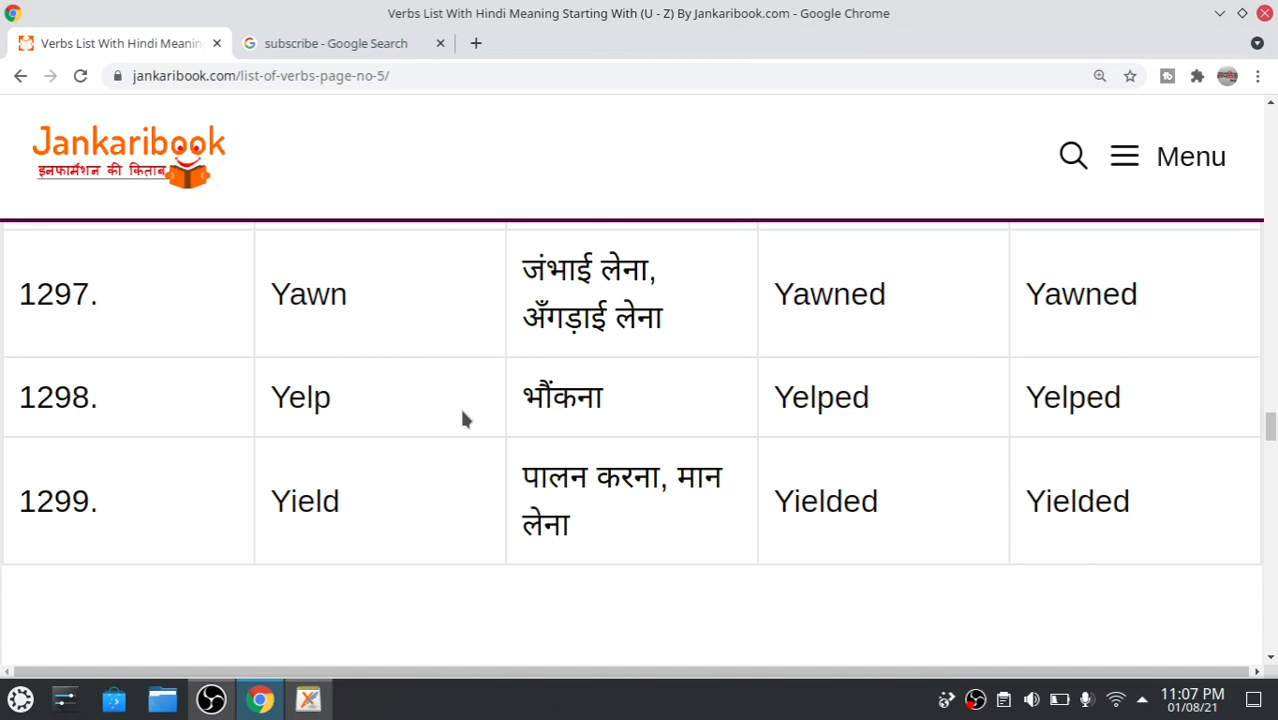 Verbs List With Hindi Meaning Starting With (U - Z) By Jankaribook.com - Google Chrome
Verbs List With Hindi Meanin
subscribe - Google Search
jankaribook.com/list-of-verbs-page-no-5/
Jankaribook
इनफार्मेशन की किताब
Menu
1297. Yawn जंभाई लेना, Yawned Yawned
अँगड़ाई लेना
1298. Yelp भौंकना Yelped Yelped
1299. Yield पालन करना, मान Yielded Yielded
लेना
11:07 PM
01/08/21